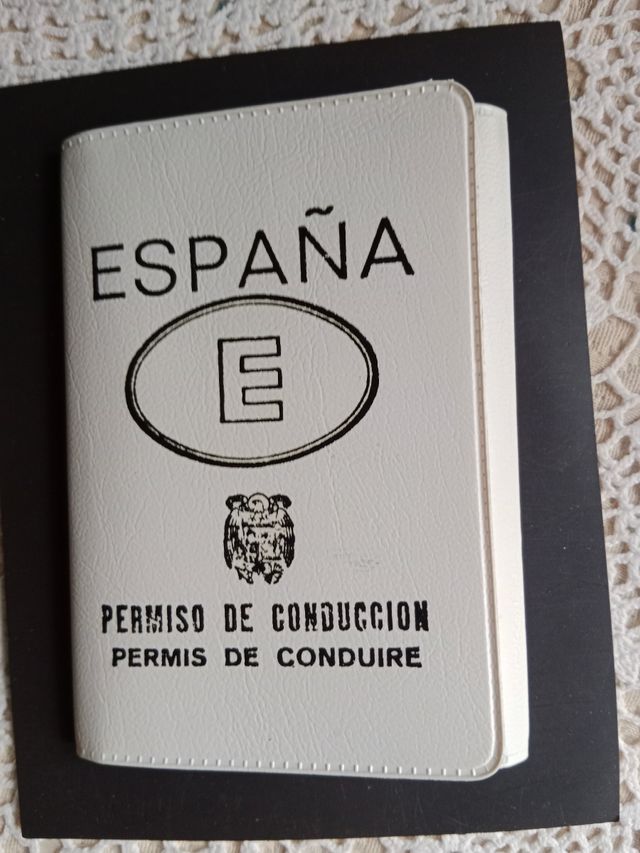 ESPAÑA
E
PERMISO DE CONDUCCION
PERMIS DE CONDUIRE